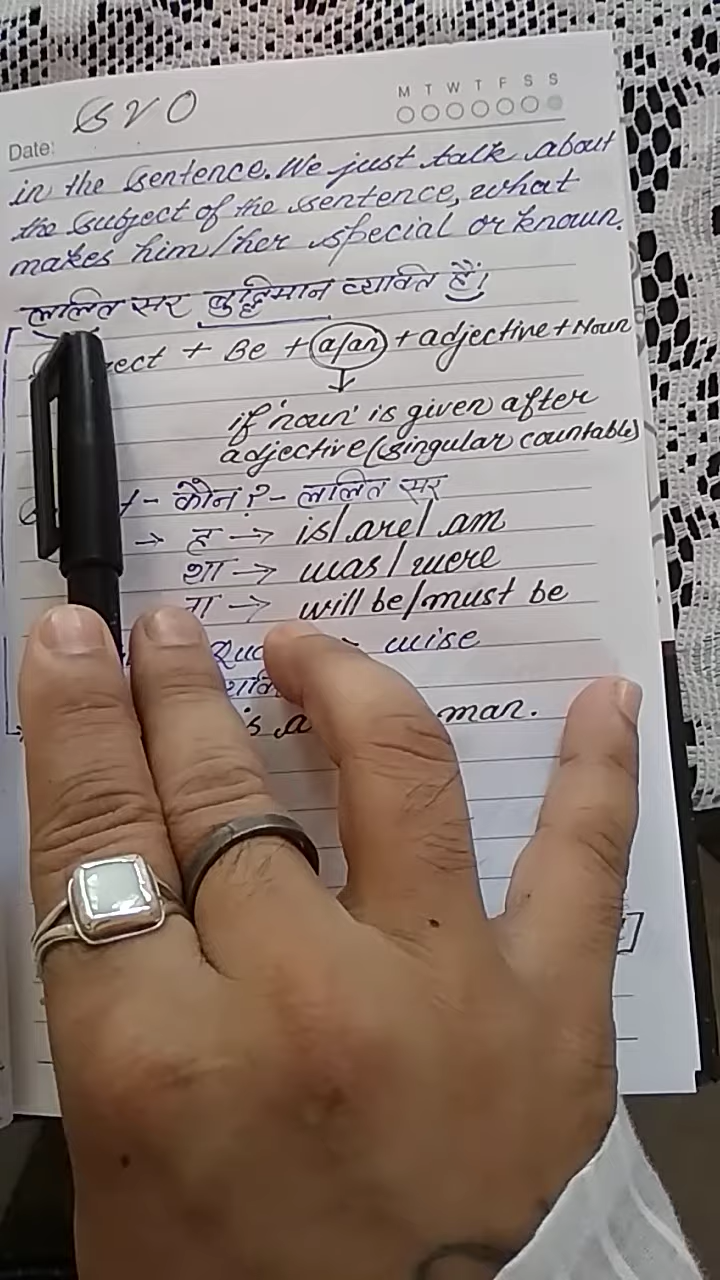 SVO
M T W T F S S
Date:
in the sentence. We just talk about
the subject of the sentence, what
makes him/her special or known.
ललित सर बुद्धिमान व्यक्ति हैं।
ect + Be + a/an + adjective + Noun
if 'noun' is given after
adjective (singular countable)
t - कौन ? - ललित सर
→ ह → is/are/am
था → was/were
गा → will be/must be
Qua → wise
is a man.